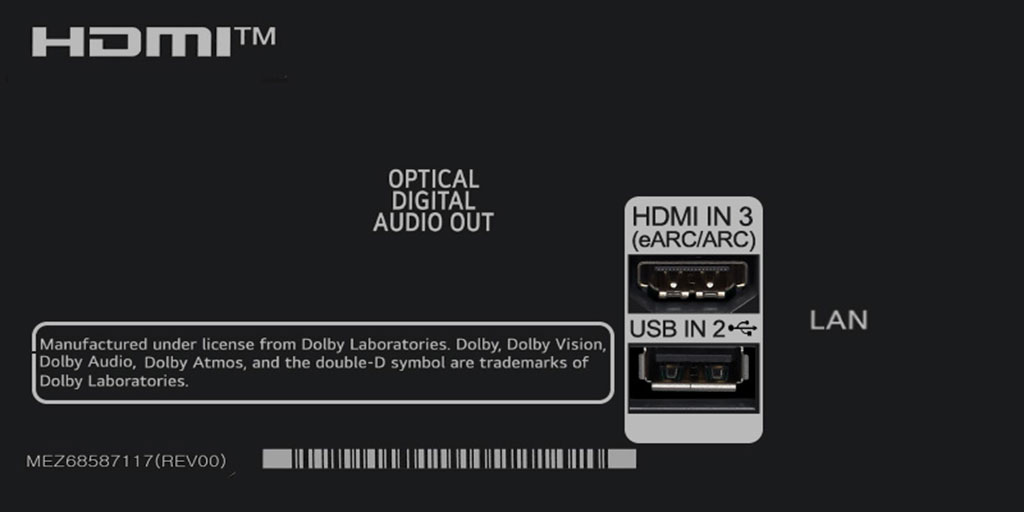 HDMI™
OPTICAL
DIGITAL
AUDIO OUT
HDMI IN 3
(eARC/ARC)
USB IN 2
LAN
Manufactured under license from Dolby Laboratories. Dolby, Dolby Vision,
Dolby Audio, Dolby Atmos, and the double-D symbol are trademarks of
Dolby Laboratories.
MEZ68587117(REV00)